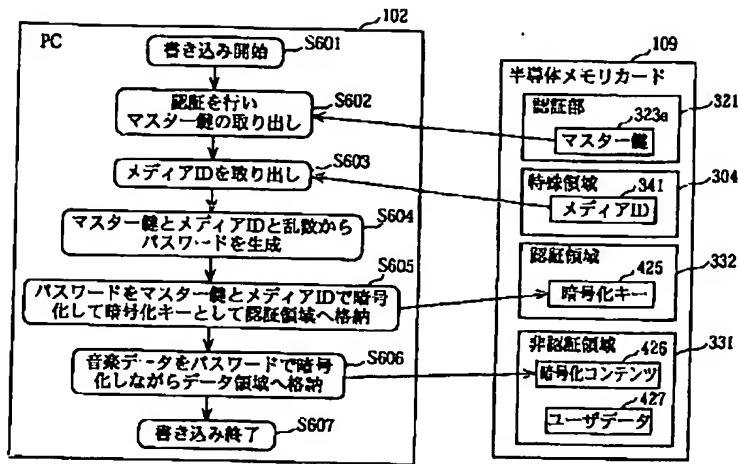 102
PC
書き込み開始
S601
認証を行い
マスター鍵の取り出し
S602
メディアIDを取り出し
S603
マスター鍵とメディアIDと乱数から
パスワードを生成
S604
パスワードをマスター鍵とメディアIDで暗号
化して暗号化キーとして認証領域へ格納
S605
音楽データをパスワードで暗号
化しながらデータ領域へ格納
S606
書き込み終了
S607
109
半導体メモリカード
認証部
321
323a
マスター鍵
特殊領域
304
341
メディアID
認証領域
332
425
暗号化キー
非認証領域
331
426
暗号化コンテンツ
427
ユーザデータ